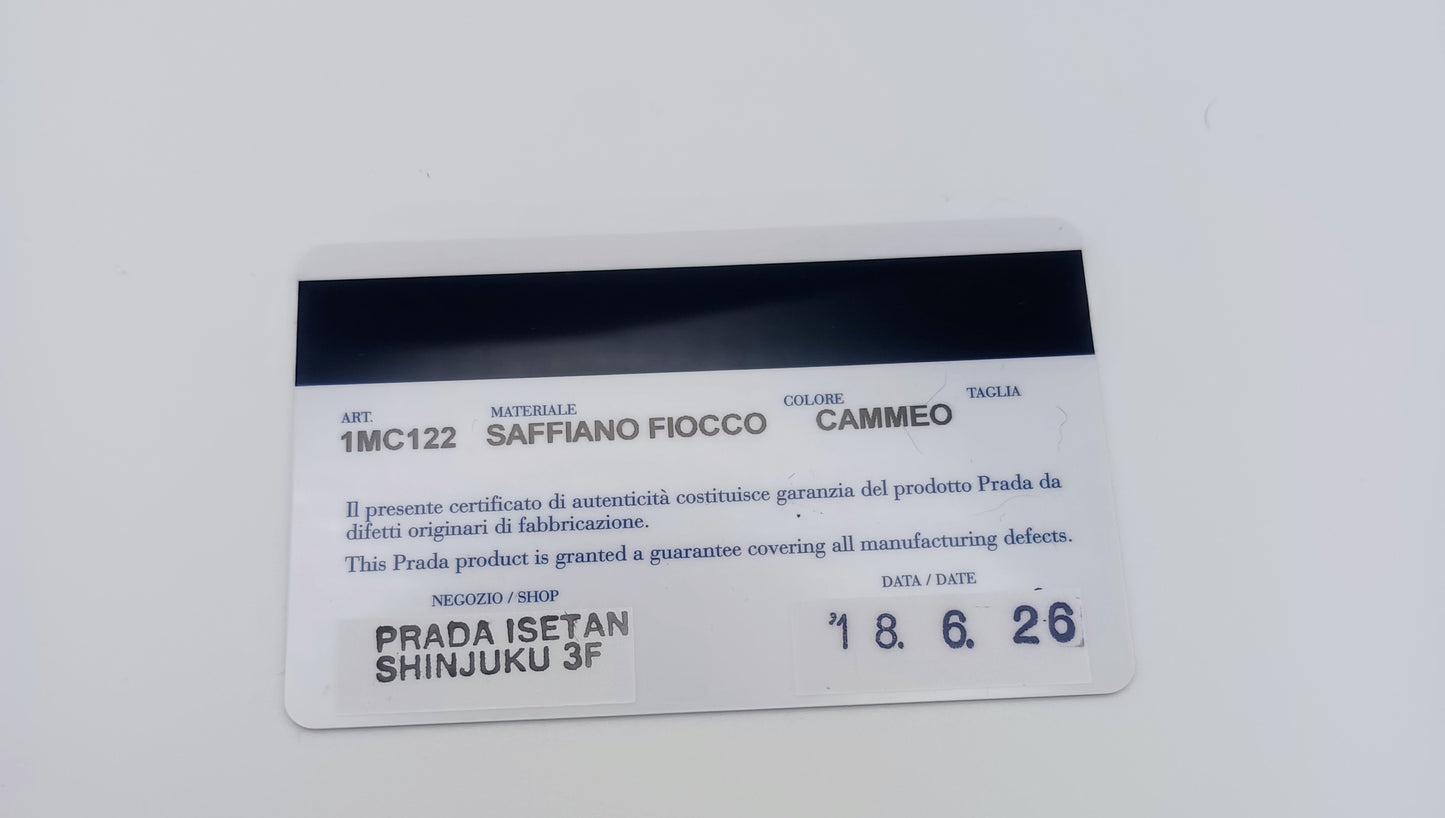 ART. MATERIALE COLORE TAGLIA
1MC122 SAFFIANO FIOCCO CAMMEO
Il presente certificato di autenticità costituisce garanzia del prodotto Prada da
difetti originari di fabbricazione.
This Prada product is granted a guarantee covering all manufacturing defects.
NEGOZIO / SHOP
PRADA ISETAN
SHINJUKU 3F
DATA / DATE
'18. 6. 26